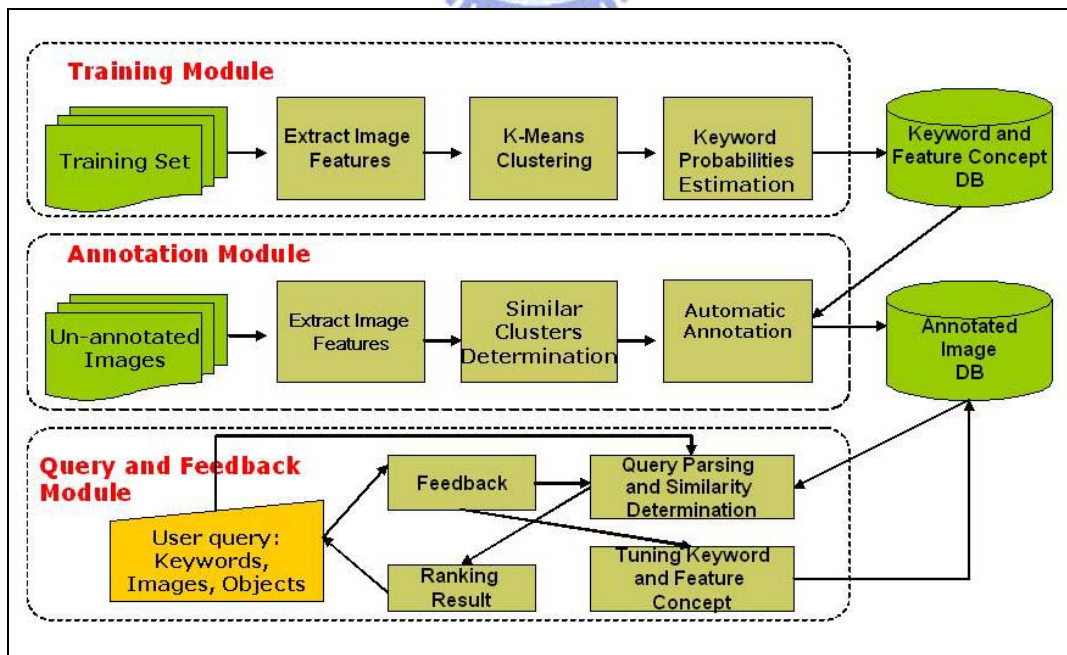 Training Module
Training Set
Extract Image
Features
K-Means
Clustering
Keyword
Probabilities
Estimation
Keyword and
Feature Concept
DB
Annotation Module
Un-annotated
Images
Extract Image
Features
Similar
Clusters
Determination
Automatic
Annotation
Annotated
Image
DB
Query and Feedback
Module
User query:
Keywords,
Images, Objects
Feedback
Query Parsing
and Similarity
Determination
Ranking
Result
Tuning Keyword
and Feature
Concept